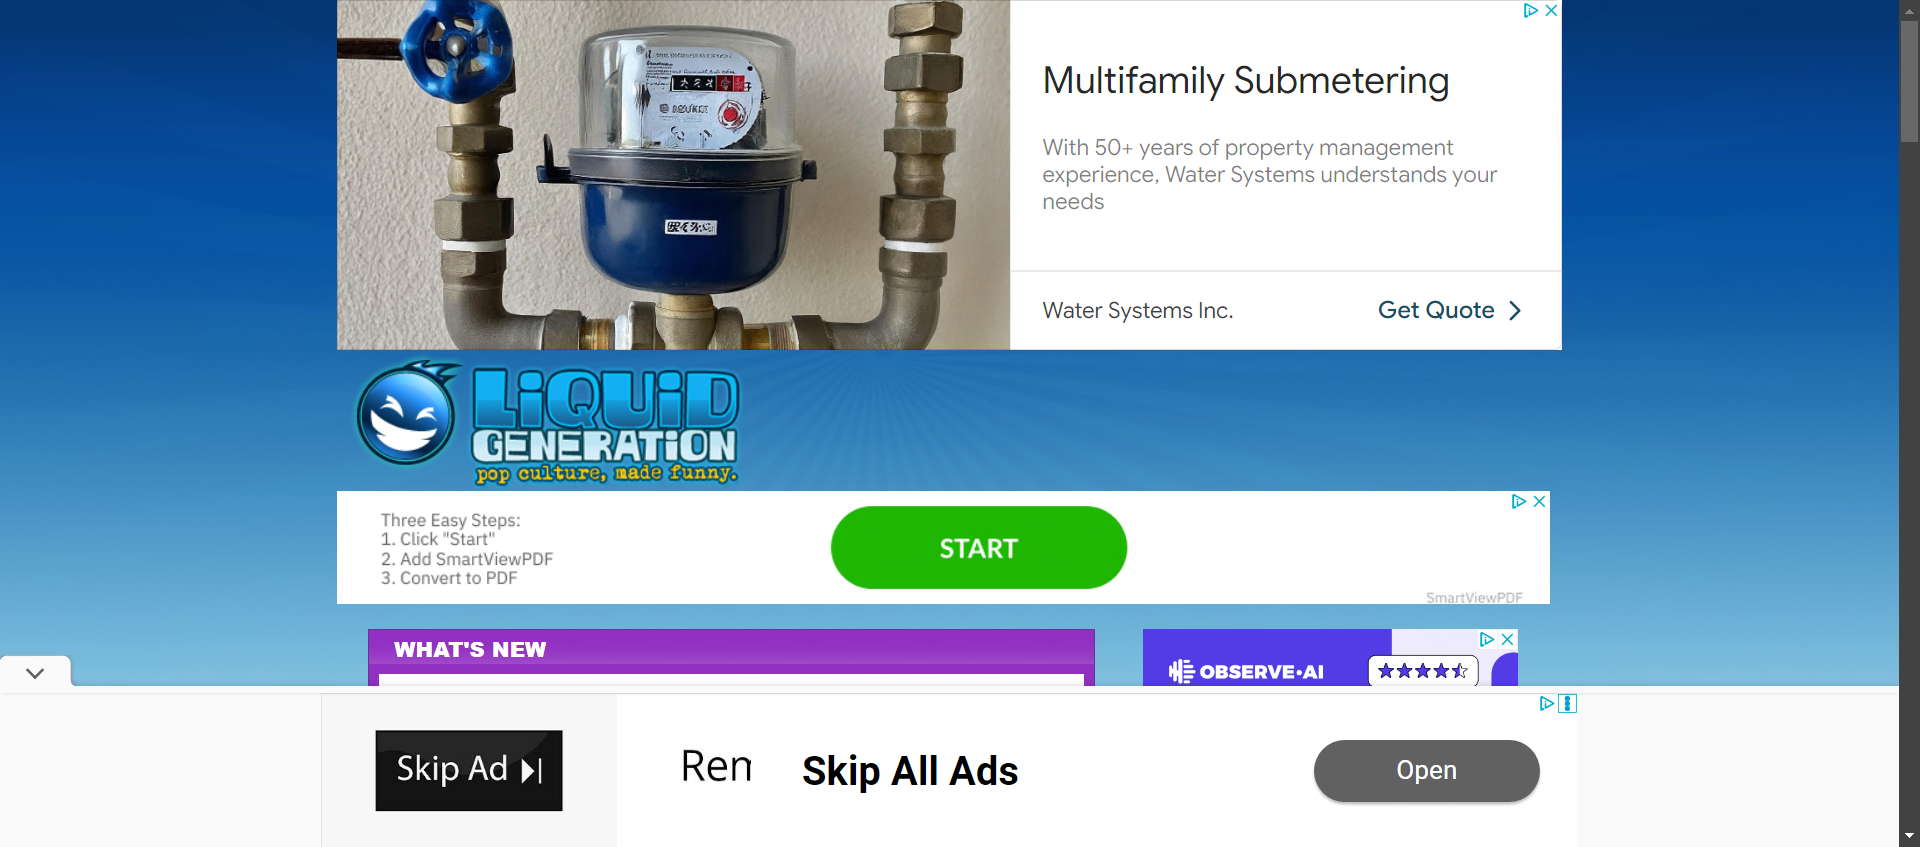 Multifamily Submetering
With 50+ years of property management
experience, Water Systems understands your
needs
Water Systems Inc.
Get Quote
LiQUiD
GENERATiON
pop culture, made funny.
Three Easy Steps:
1. Click "Start"
2. Add SmartViewPDF
3. Convert to PDF
START
SmartViewPDF
WHAT'S NEW
OBSERVE•AI
Skip Ad
Ren
Skip All Ads
Open